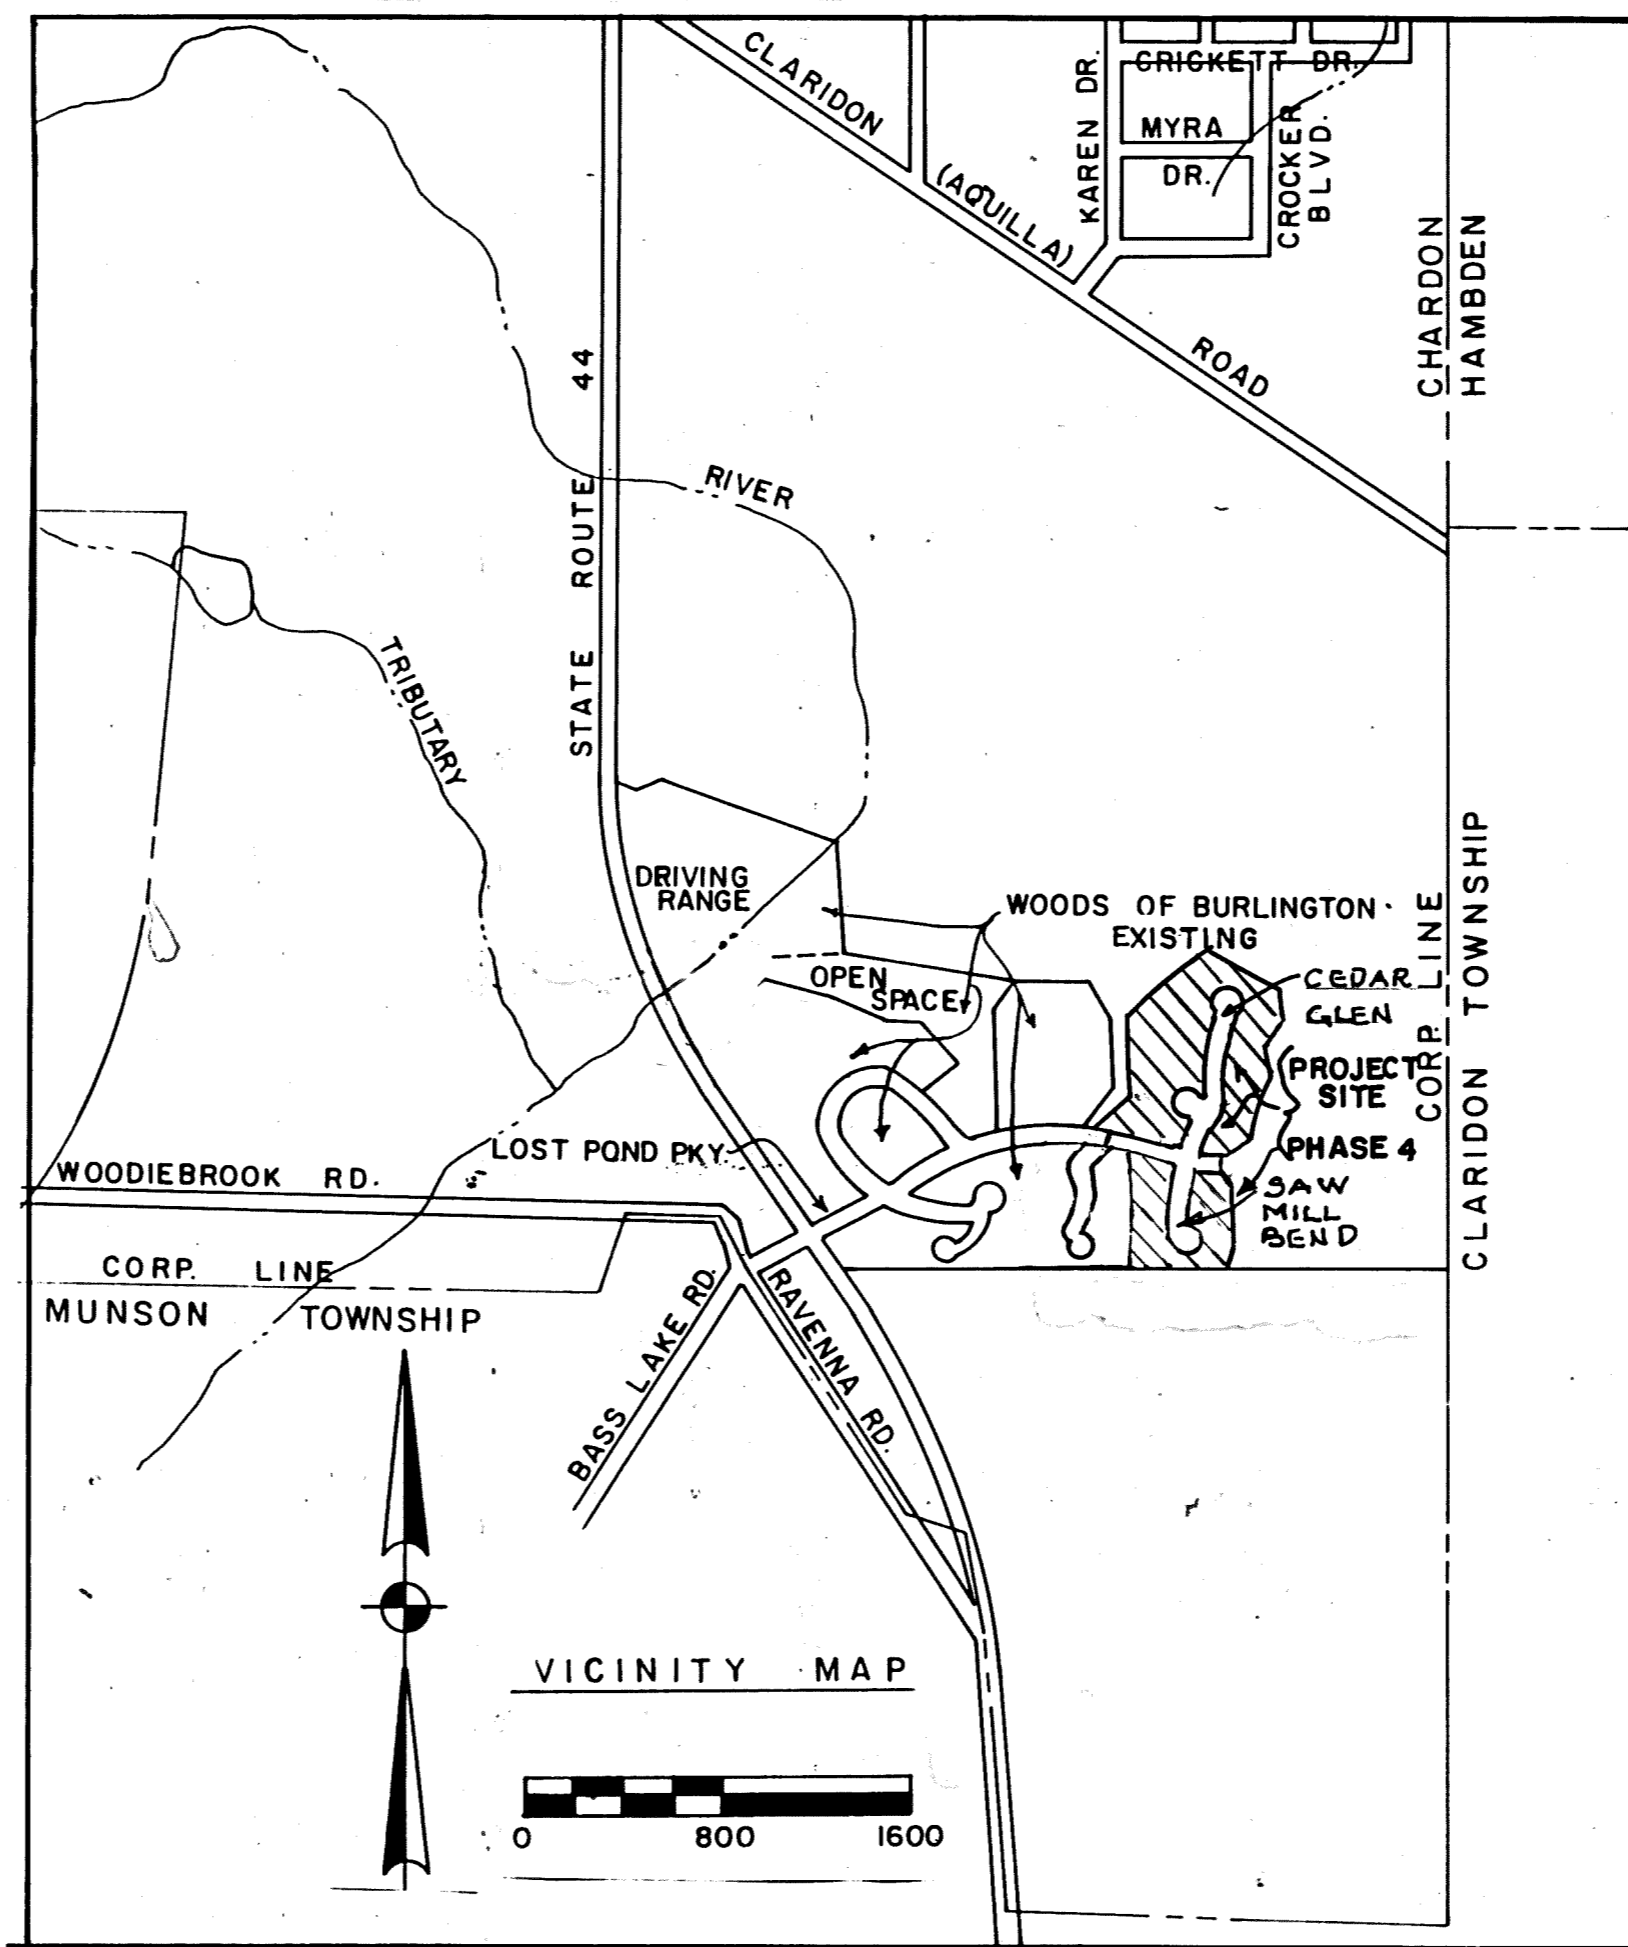 CLARIDON
(AQUILLA)
ROAD
KAREN DR.
CRICKETT DR.
MYRA
DR.
CROCKER
BLVD.
CHARDON
HAMBDEN
STATE ROUTE 44
RIVER
TRIBUTARY
DRIVING
RANGE
WOODS OF BURLINGTON
EXISTING
OPEN
SPACE
CEDAR
GLEN
PROJECT
SITE
PHASE 4
SAW
MILL
BEND
CORP. LINE
CLARIDON TOWNSHIP
LOST POND PKY.
WOODIEBROOK RD.
CORP. LINE
MUNSON TOWNSHIP
BASS LAKE RD.
RAVENNA RD.
VICINITY MAP
0 800 1600